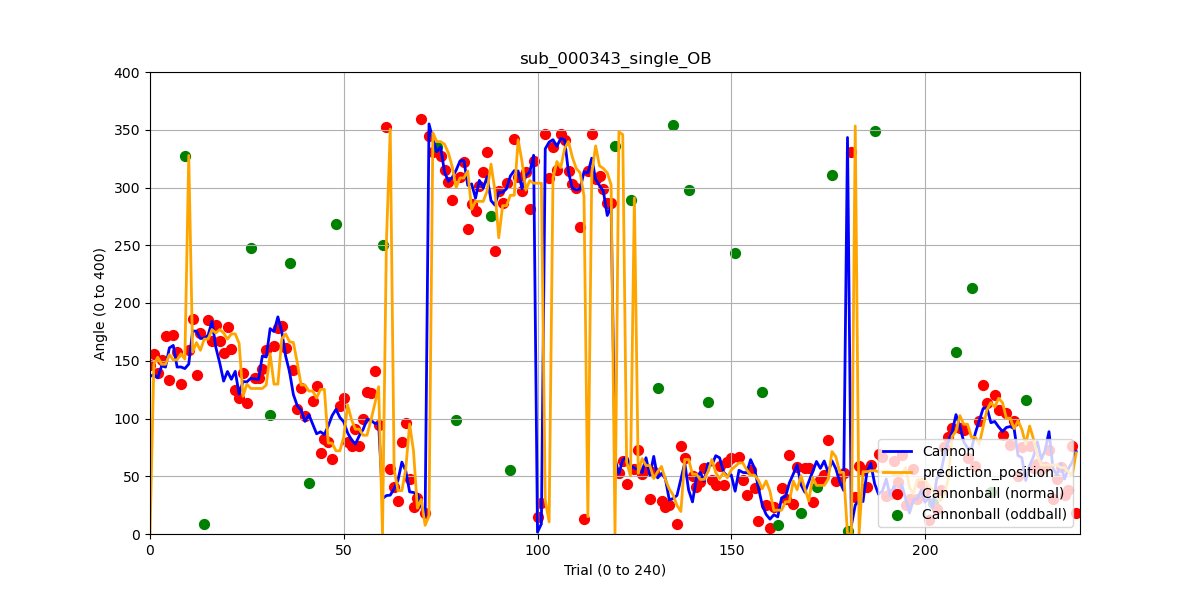 sub_000343_single_OB
Angle (0 to 400)
400
350
300
250
200
150
100
50
0
0 50 100 150 200
Trial (0 to 240)
Cannon
prediction_position
Cannonball (normal)
Cannonball (oddball)